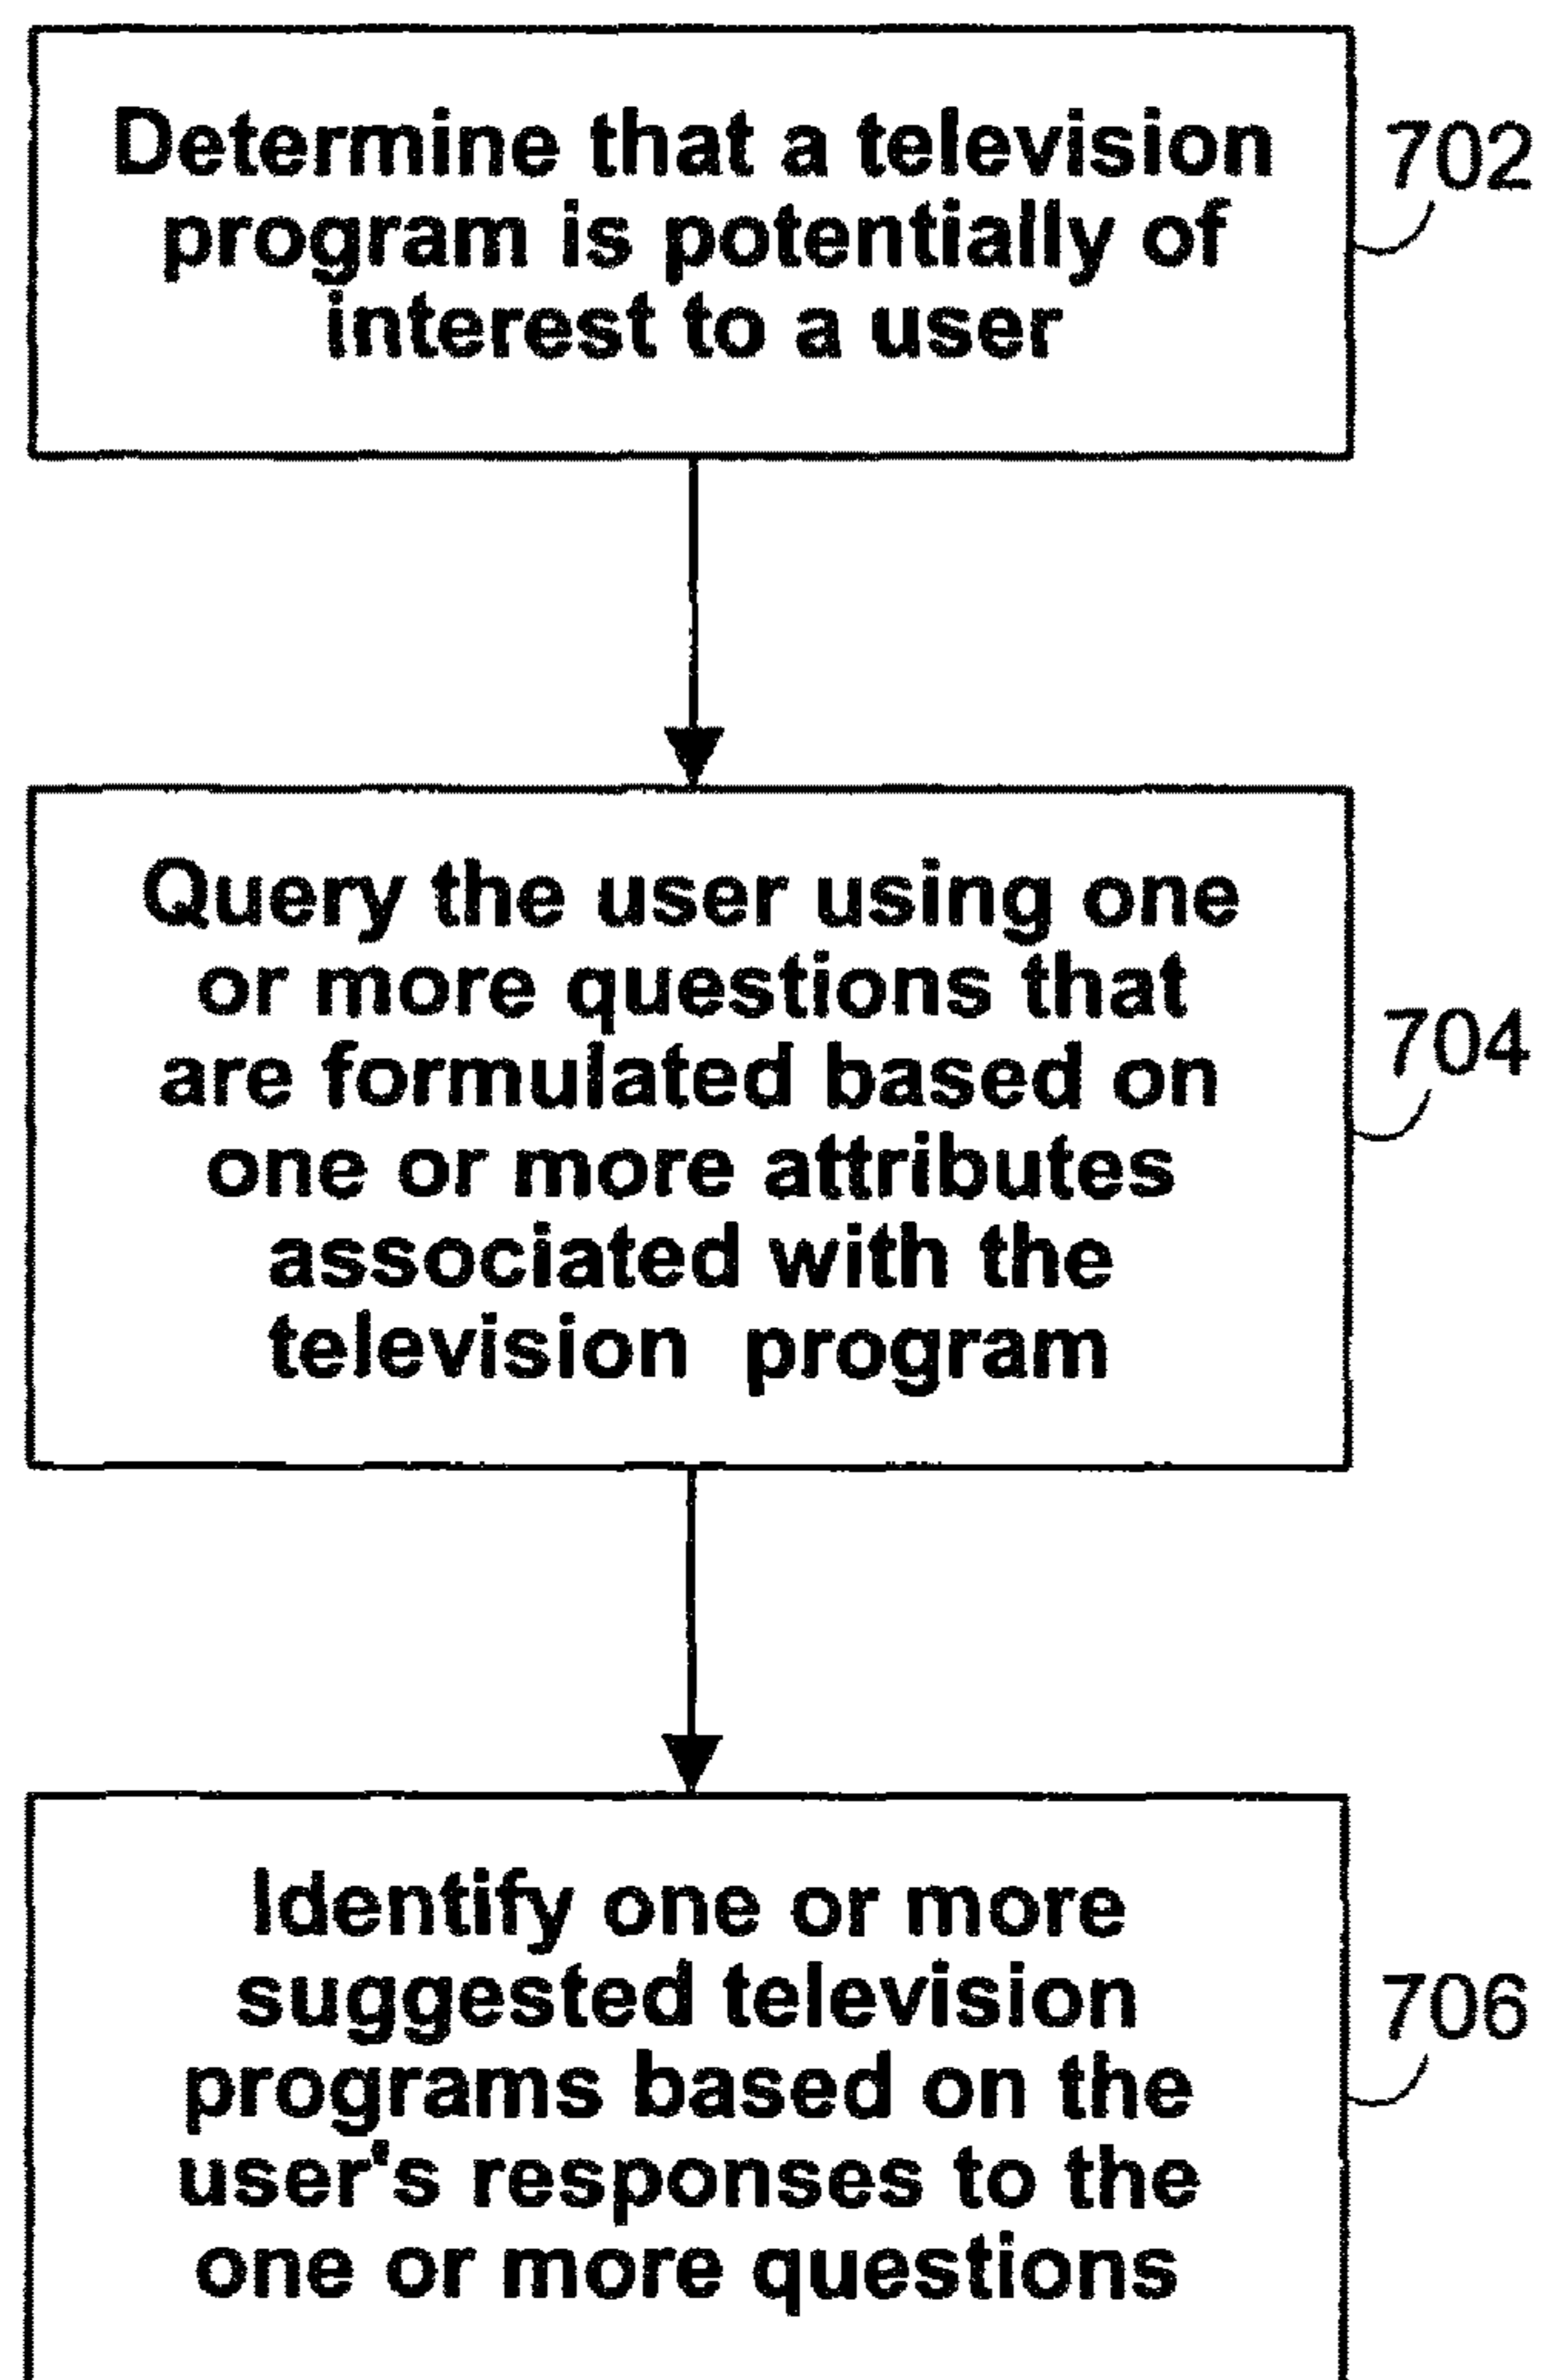 Determine that a television
program is potentially of
interest to a user
702
Query the user using one
or more questions that
are formulated based on
one or more attributes
associated with the
television program
704
Identify one or more
suggested television
programs based on the
user's responses to the
one or more questions
706